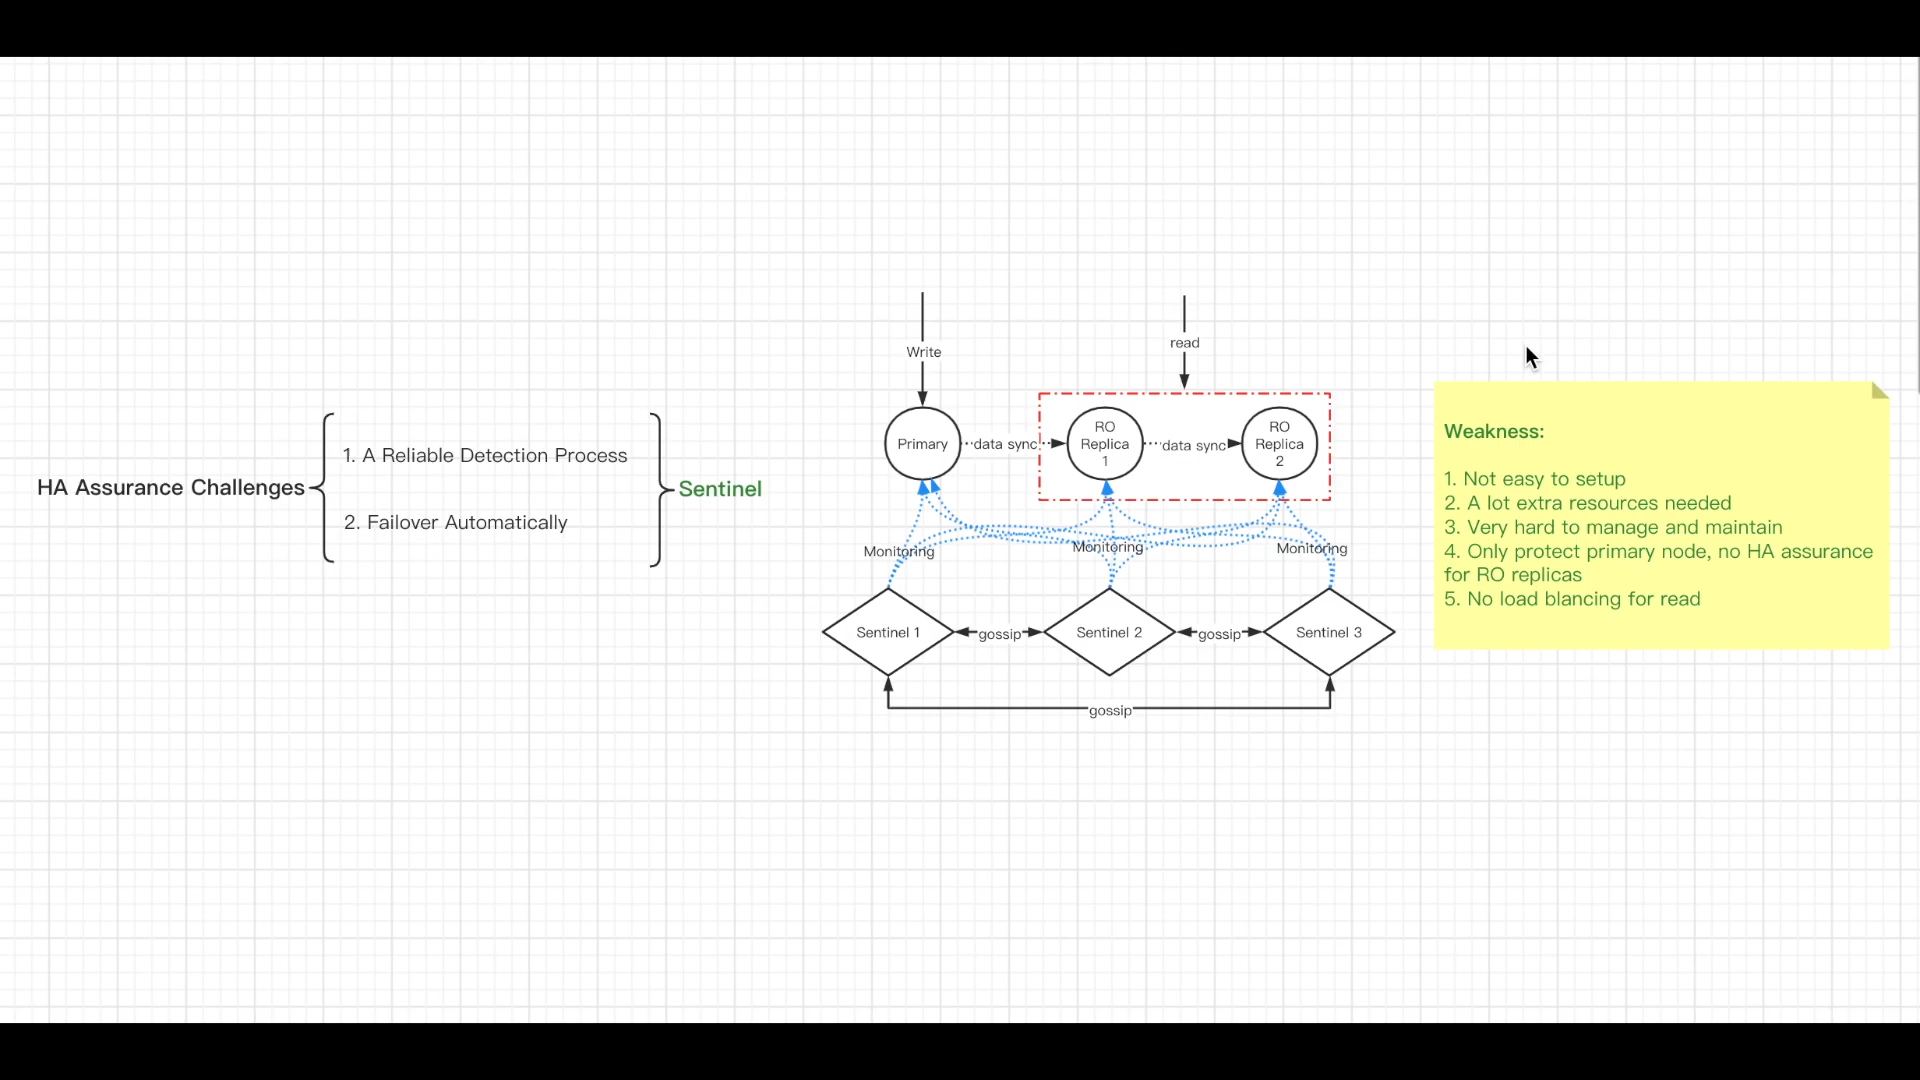 HA Assurance Challenges
1. A Reliable Detection Process
2. Failover Automatically
Sentinel
Write
read
Primary
data sync
RO
Replica
1
data sync
RO
Replica
2
Monitoring
Monitoring
Monitoring
Sentinel 1
gossip
Sentinel 2
gossip
Sentinel 3
gossip
Weakness:
1. Not easy to setup
2. A lot extra resources needed
3. Very hard to manage and maintain
4. Only protect primary node, no HA assurance
for RO replicas
5. No load blancing for read